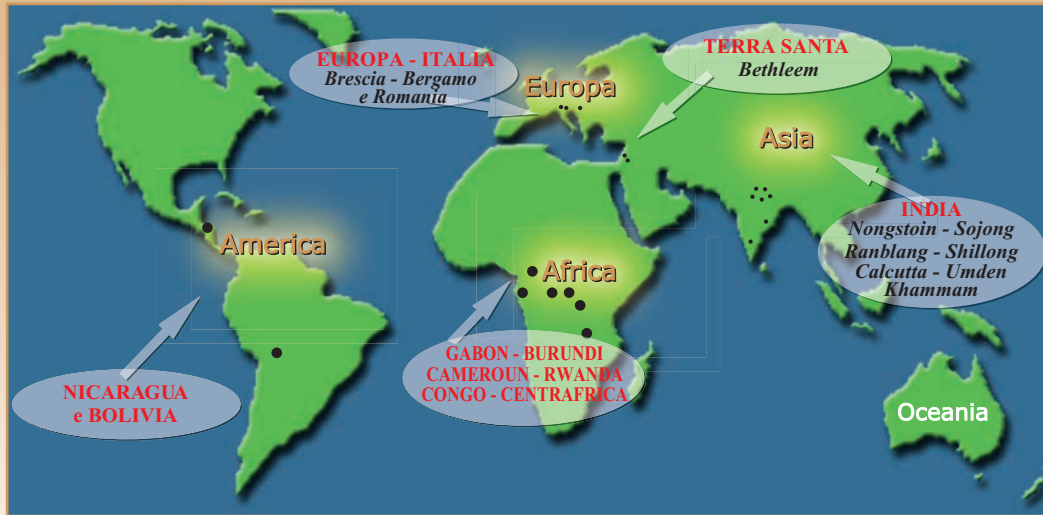 EUROPA - ITALIA
Brescia - Bergamo
e Romania
Europa
TERRA SANTA
Bethleem
Asia
INDIA
Nongstoin - Sojong
Ranblang - Shillong
Calcutta - Umden
Khammam
America
Africa
NICARAGUA
e BOLIVIA
GABON - BURUNDI
CAMEROUN - RWANDA
CONGO - CENTRAFRICA
Oceania